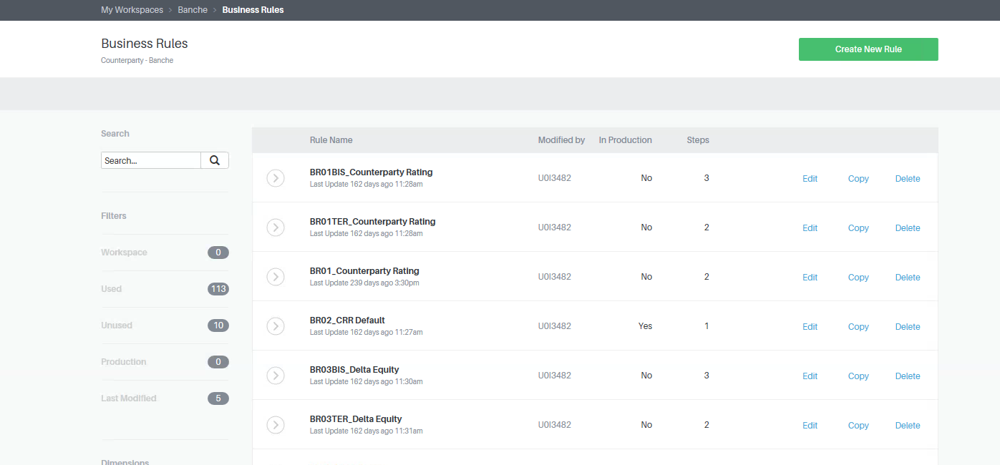 My Workspaces > Banche > Business Rules
Business Rules
Counterparty - Banche
Create New Rule
Search
Search...
Filters
Workspace 0
Used 113
Unused 10
Production 0
Last Modified 5
Dimensions
Rule Name Modified by In Production Steps
BR01BIS_Counterparty Rating
Last Update 162 days ago 11:28am
U0I3482 No 3 Edit Copy Delete
BR01TER_Counterparty Rating
Last Update 162 days ago 11:28am
U0I3482 No 2 Edit Copy Delete
BR01_Counterparty Rating
Last Update 239 days ago 3:30pm
U0I3482 No 2 Edit Copy Delete
BR02_CRR Default
Last Update 162 days ago 11:27am
U0I3482 Yes 1 Edit Copy Delete
BR03BIS_Delta Equity
Last Update 162 days ago 11:30am
U0I3482 No 3 Edit Copy Delete
BR03TER_Delta Equity
Last Update 162 days ago 11:31am
U0I3482 No 2 Edit Copy Delete